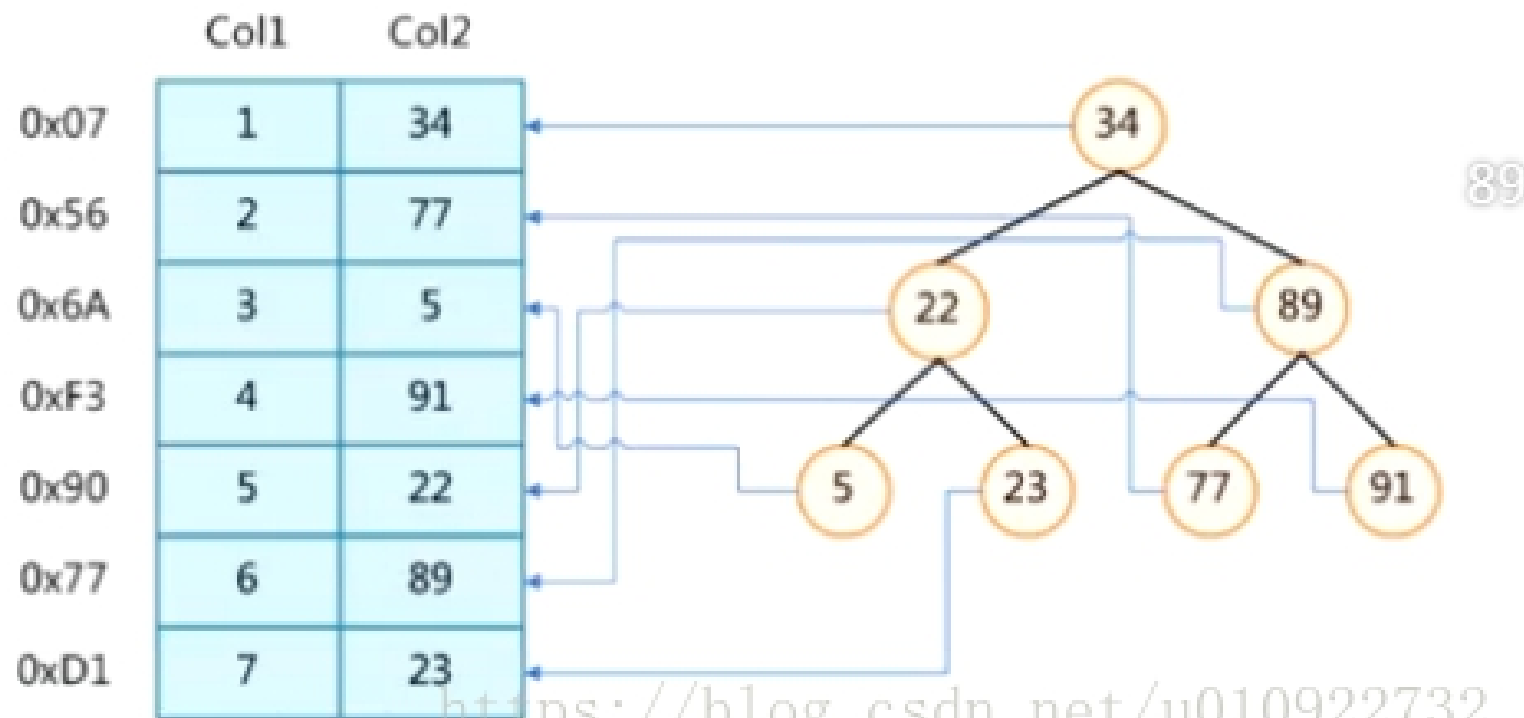 Col1 Col2
0x07 1 34 34
89
0x56 2 77
0x6A 3 5 22 89
0xF3 4 91
0x90 5 22 5 23 77 91
0x77 6 89
0xD1 7 23
https://blog.csdn.net/u010922732